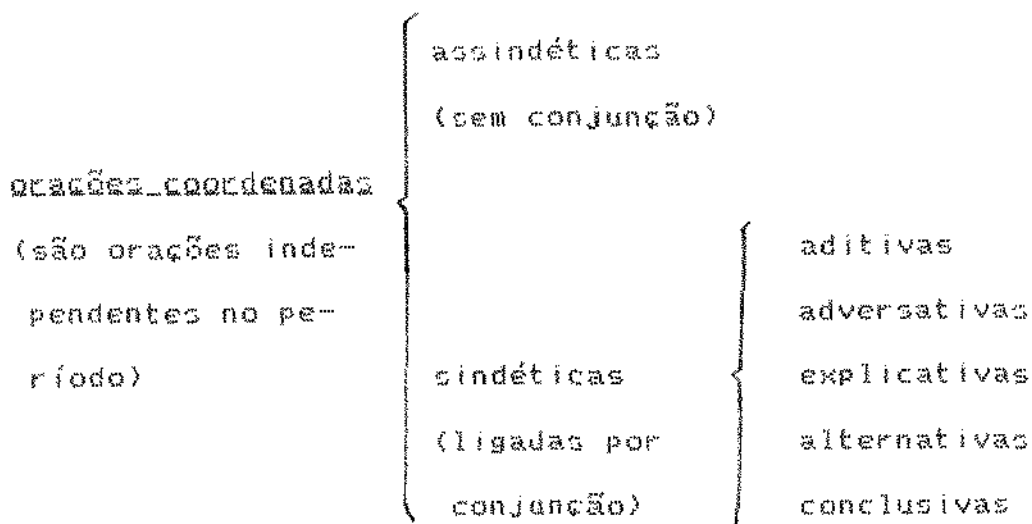 orações coordenadas
(são orações inde-
pendentes no pe-
ríodo)
assindéticas
(sem conjunção)
sindéticas
(ligadas por
conjunção)
aditivas
adversativas
explicativas
alternativas
conclusivas